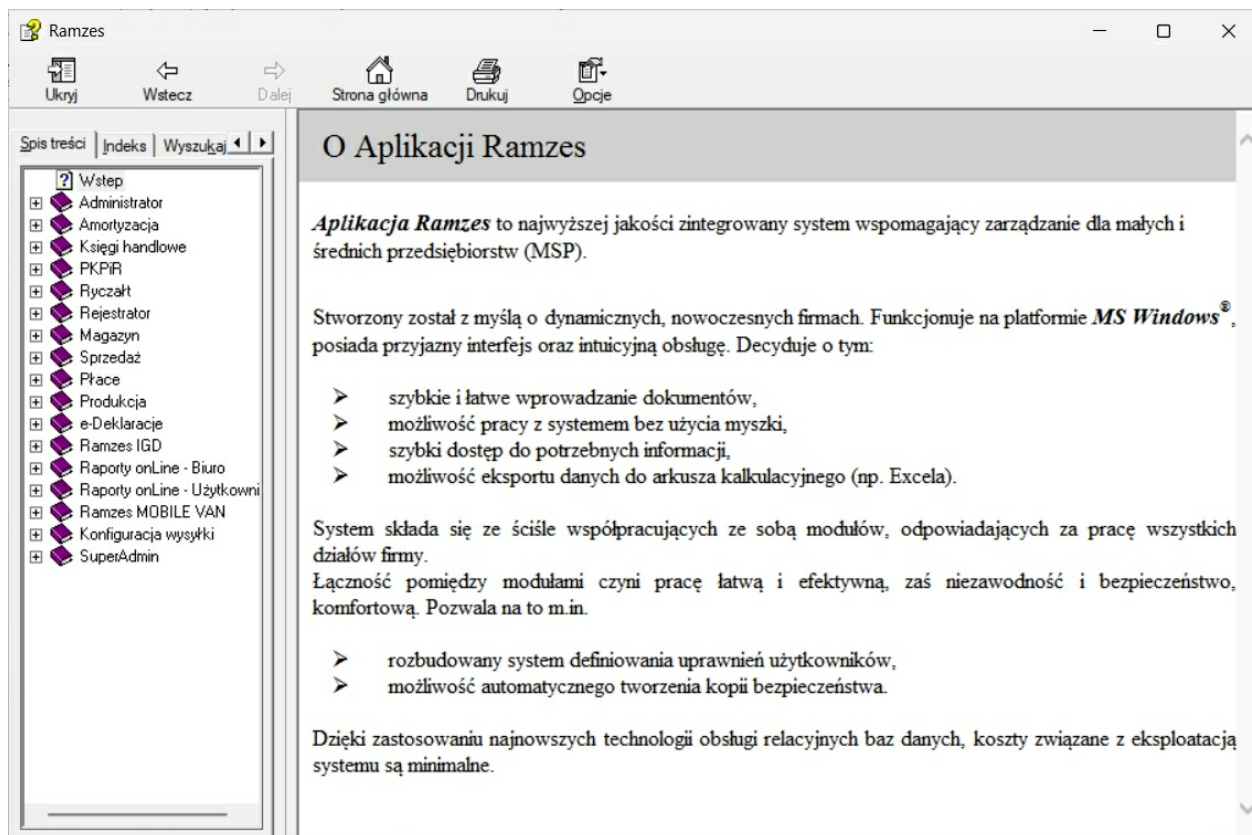 Ramzes
Ukryj
Wstecz
Dalej
Strona główna
Drukuj
Opcje
Spis treści
Indeks
Wyszukaj
Wstep
Administrator
Amortyzacja
Księgi handlowe
PKPiR
Ryczałt
Rejestrator
Magazyn
Sprzedaż
Płace
Produkcja
e-Deklaracje
Ramzes IGD
Raporty onLine - Biuro
Raporty onLine - Użytkowni
Ramzes MOBILE VAN
Konfiguracja wysyłki
SuperAdmin
O Aplikacji Ramzes
Aplikacja Ramzes to najwyższej jakości zintegrowany system wspomagający zarządzanie dla małych i
średnich przedsiębiorstw (MSP).
Stworzony został z myślą o dynamicznych, nowoczesnych firmach. Funkcjonuje na platformie MS Windows®,
posiada przyjazny interfejs oraz intuicyjną obsługę. Decyduje o tym:
➢ szybkie i łatwe wprowadzanie dokumentów,
➢ możliwość pracy z systemem bez użycia myszki,
➢ szybki dostęp do potrzebnych informacji,
➢ możliwość eksportu danych do arkusza kalkulacyjnego (np. Excela).
System składa się ze ściśle współpracujących ze sobą modułów, odpowiadających za pracę wszystkich
działów firmy.
Łączność pomiędzy modułami czyni pracę łatwą i efektywną, zaś niezawodność i bezpieczeństwo,
komfortową. Pozwala na to m.in.
➢ rozbudowany system definiowania uprawnień użytkowników,
➢ możliwość automatycznego tworzenia kopii bezpieczeństwa.
Dzięki zastosowaniu najnowszych technologii obsługi relacyjnych baz danych, koszty związane z eksploatacją
systemu są minimalne.